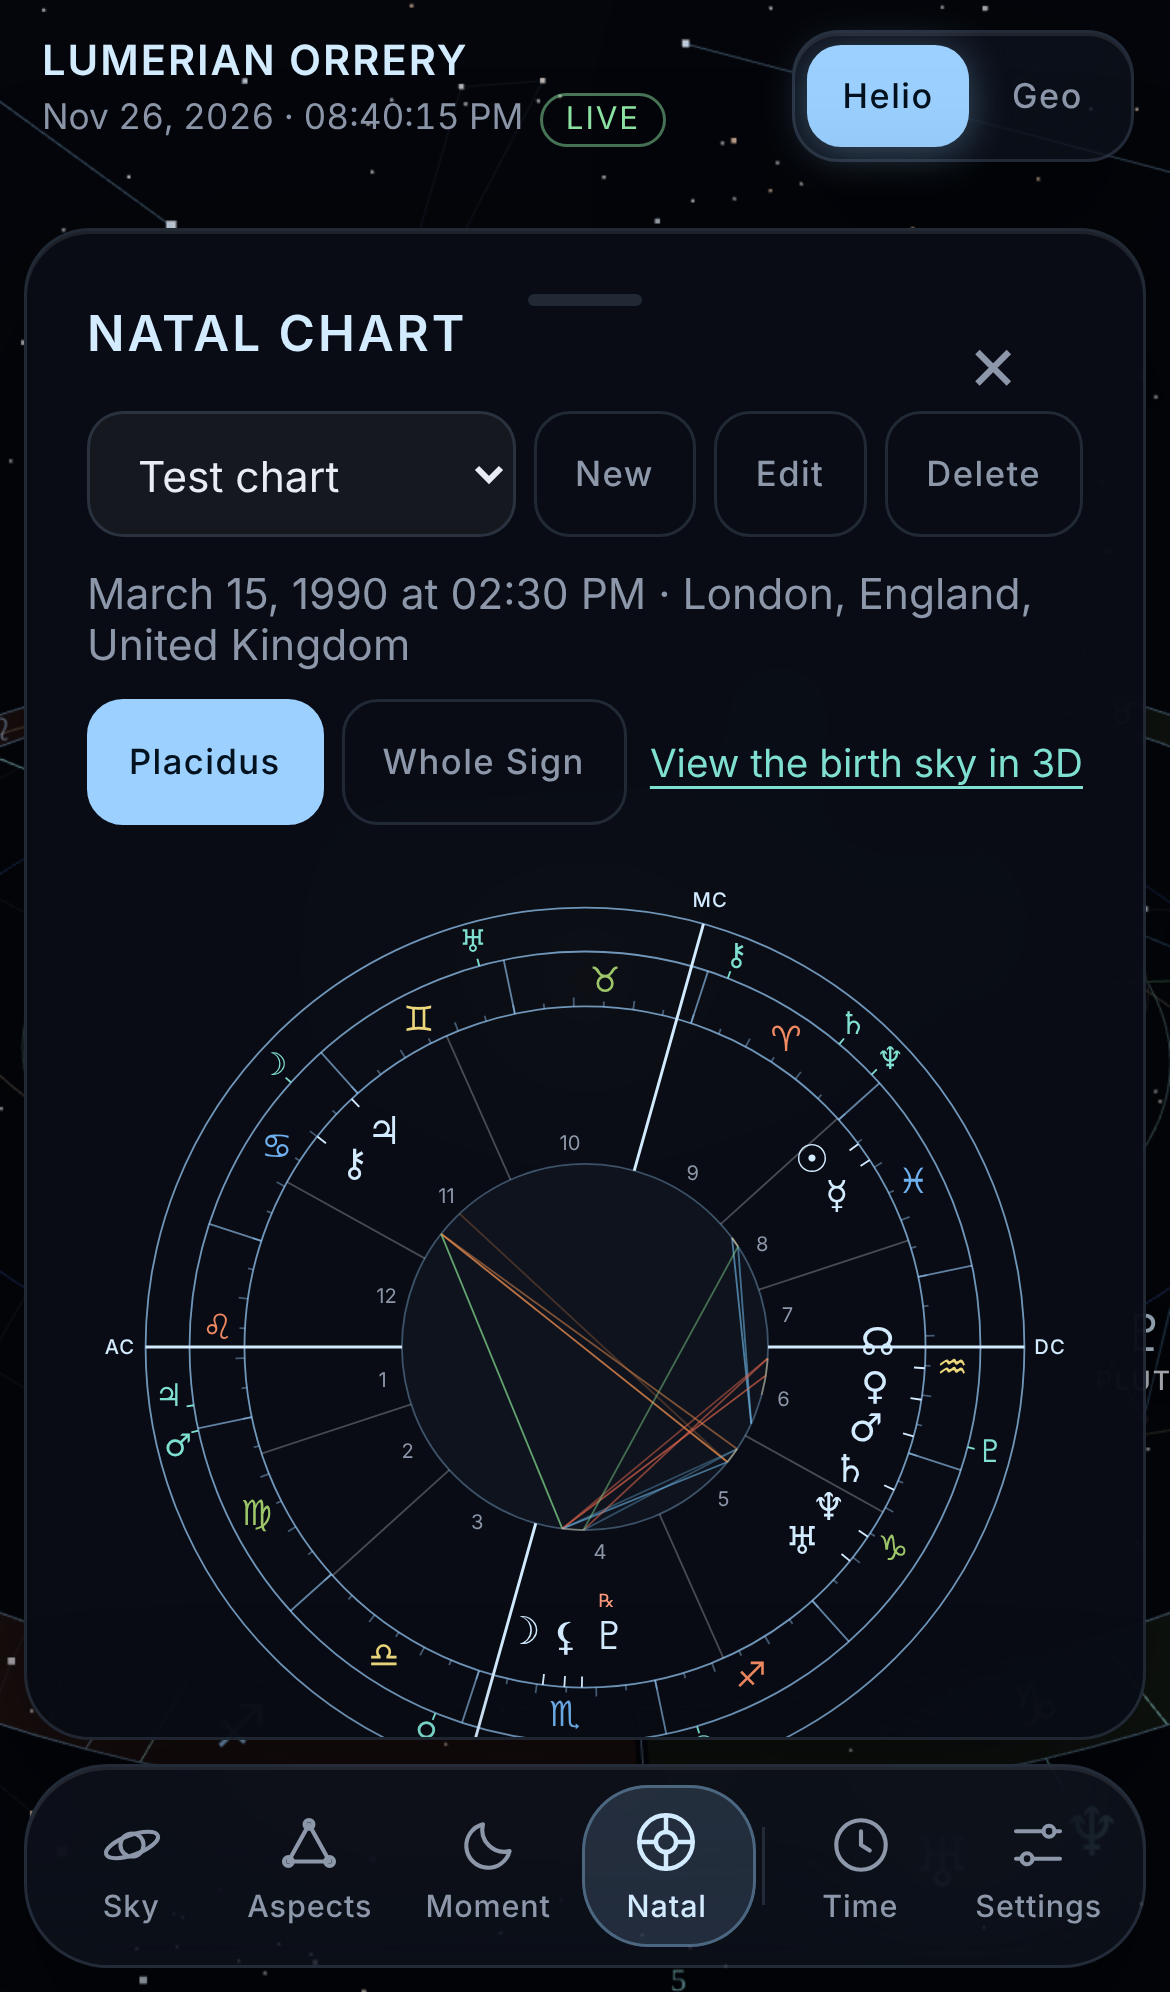 LUMERIAN ORRERY
Nov 26, 2026 · 08:40:15 PM LIVE
Helio Geo
NATAL CHART
Test chart New Edit Delete
March 15, 1990 at 02:30 PM · London, England,
United Kingdom
Placidus Whole Sign View the birth sky in 3D
MC
♅ ⚷
♉
♊ ♈ ♄
♆
☽
♃ 10
♋ ⚷ 9 ☉
11 ☿ ♓
8
12 7
♌
AC ☊ DC
♒
♃ 1 6 ♀
♂ ♂
2 ♇
♄
5 ♆
♍ 3 ♅
4 ♑
℞
☽ ⚸ ♇
♎ ♐
♏
Sky Aspects Moment Natal Time Settings
5